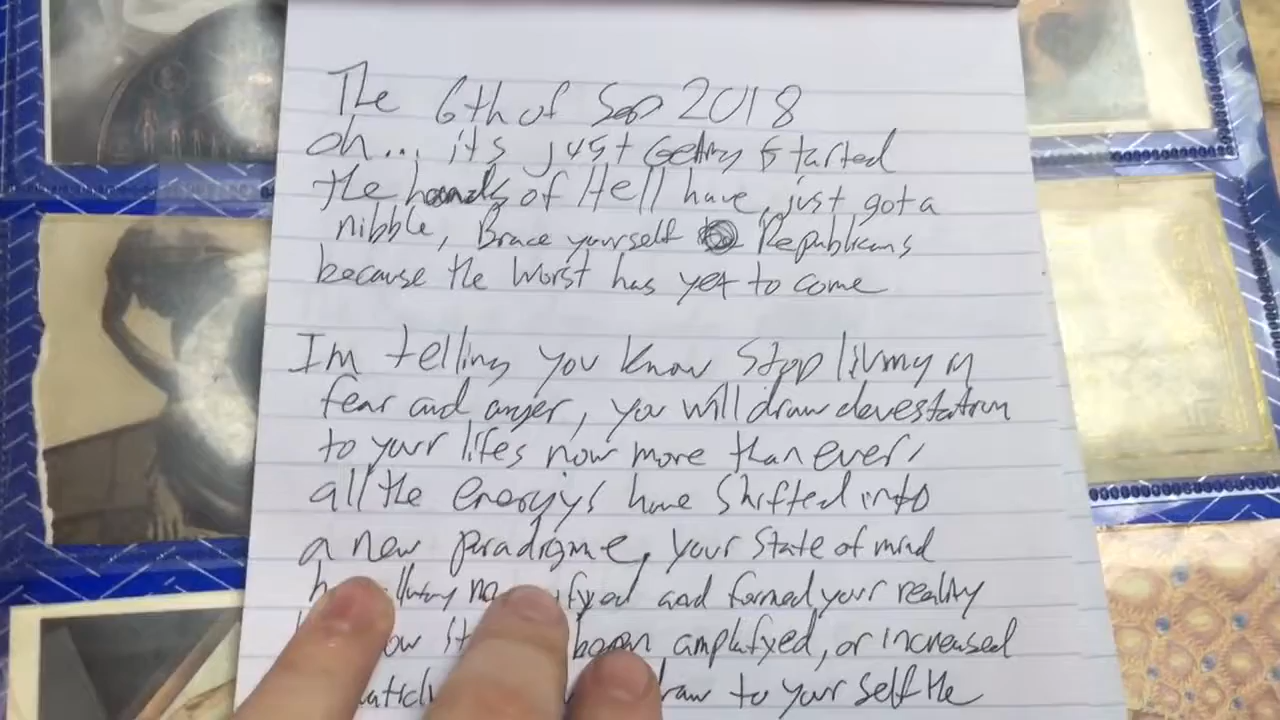 The 6th of Sep 2018
oh... its just Getting started
the hands of Hell have just got a
nibble, Brace yourself Republicans
because the Worst has yet to come
Im telling you know stop living in
fear and anger, you will draw devestation
to your lifes now more than ever,
all the energys have shifted into
a new paradigme, your state of mind
and formed your reality
been amplafyed, or increased
to your self the